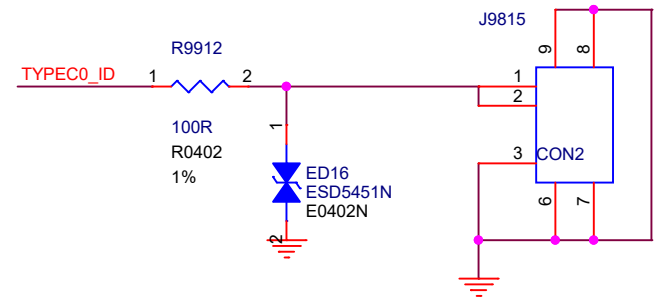 J9815
R9912
9
8
TYPEC0_ID
1
2
1
2
100R
R0402
1%
1
3
CON2
ED16
ESD5451N
E0402N
2
6
7